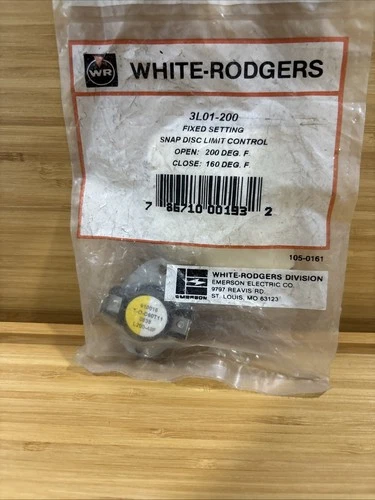 WR
WHITE-RODGERS
3L01-200
FIXED SETTING
SNAP DISC LIMIT CONTROL
OPEN: 200 DEG. F.
CLOSE: 160 DEG. F.
7 86710 00193 2
105-0161
EMERSON
WHITE-RODGERS DIVISION
EMERSON ELECTRIC CO.
9797 REAVIS RD.
ST. LOUIS, MO 63123